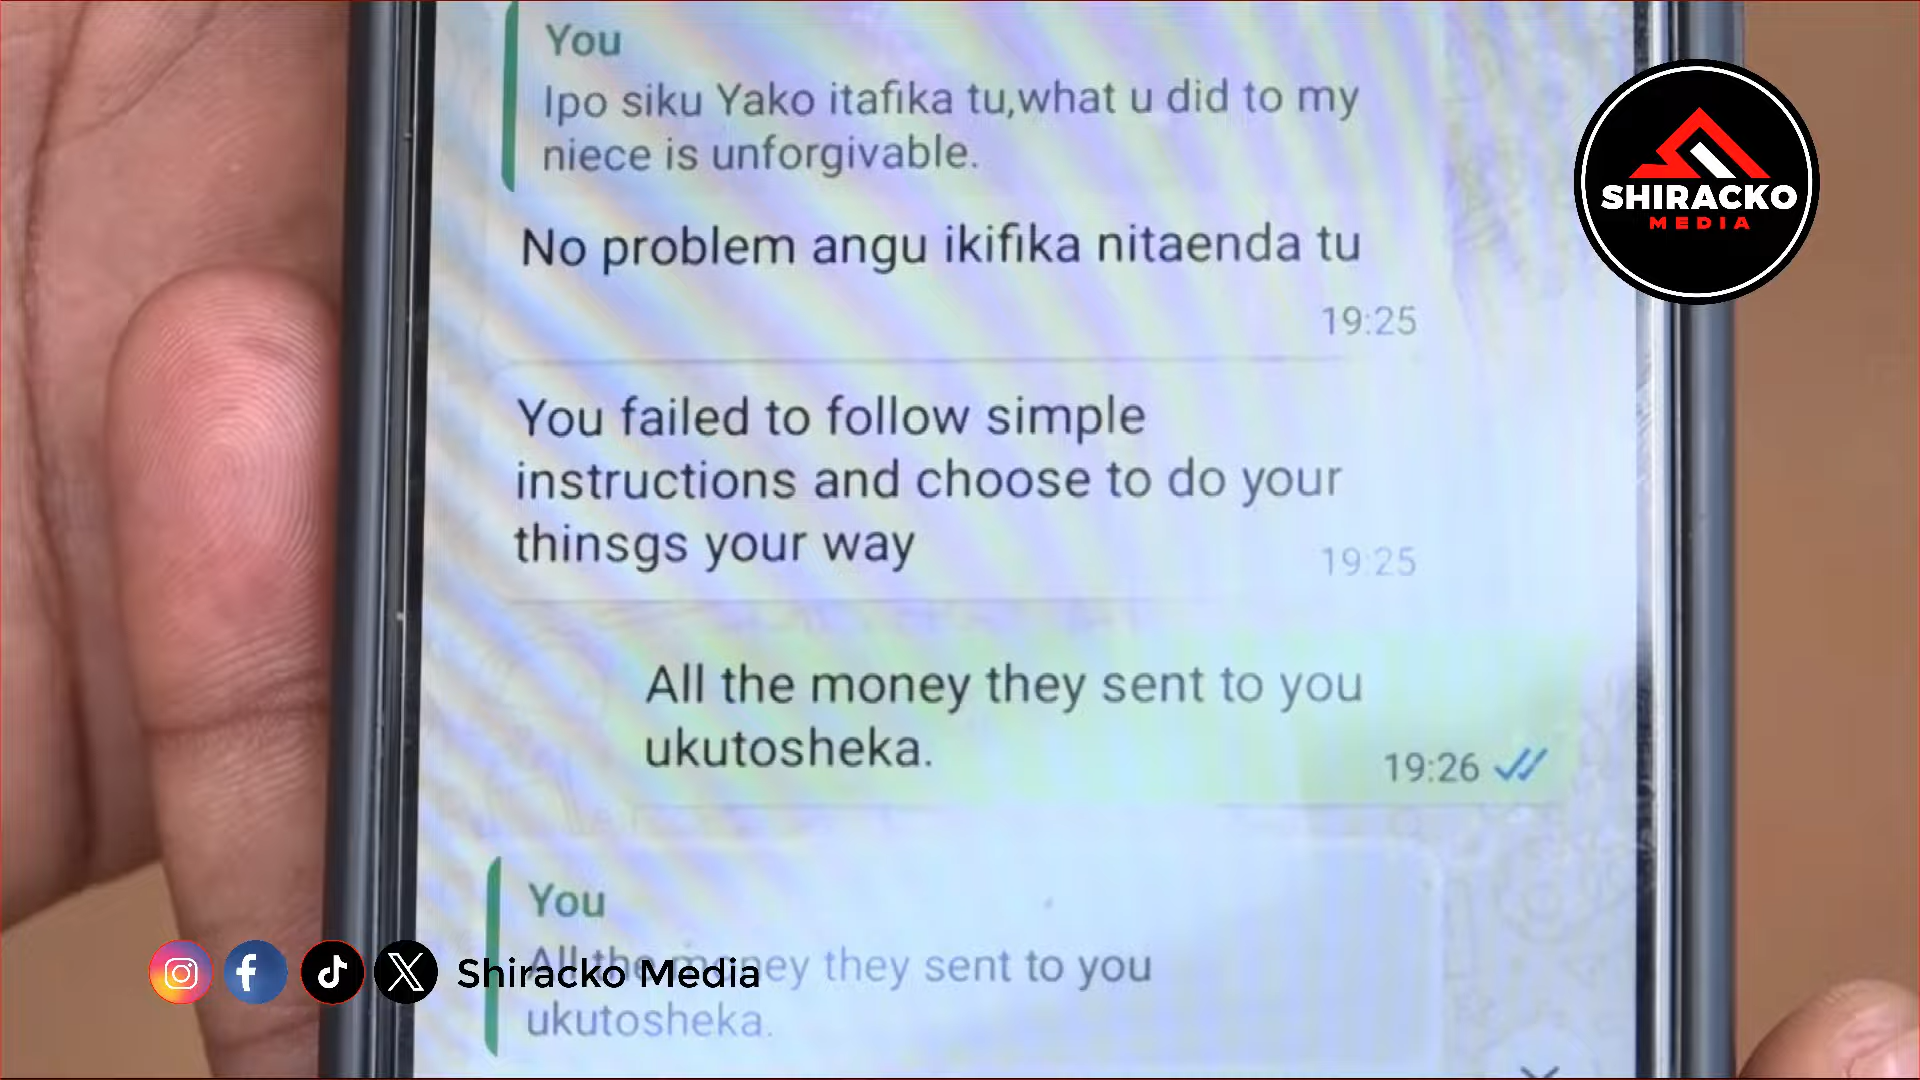 You
Ipo siku Yako itafika tu,what u did to my
niece is unforgivable.
No problem angu ikifika nitaenda tu
19:25
You failed to follow simple
instructions and choose to do your
thinsgs your way
19:25
All the money they sent to you
ukutosheka.
19:26
You
All the money they sent to you
ukutosheka.
SHIRACKO
MEDIA
Shiracko Media